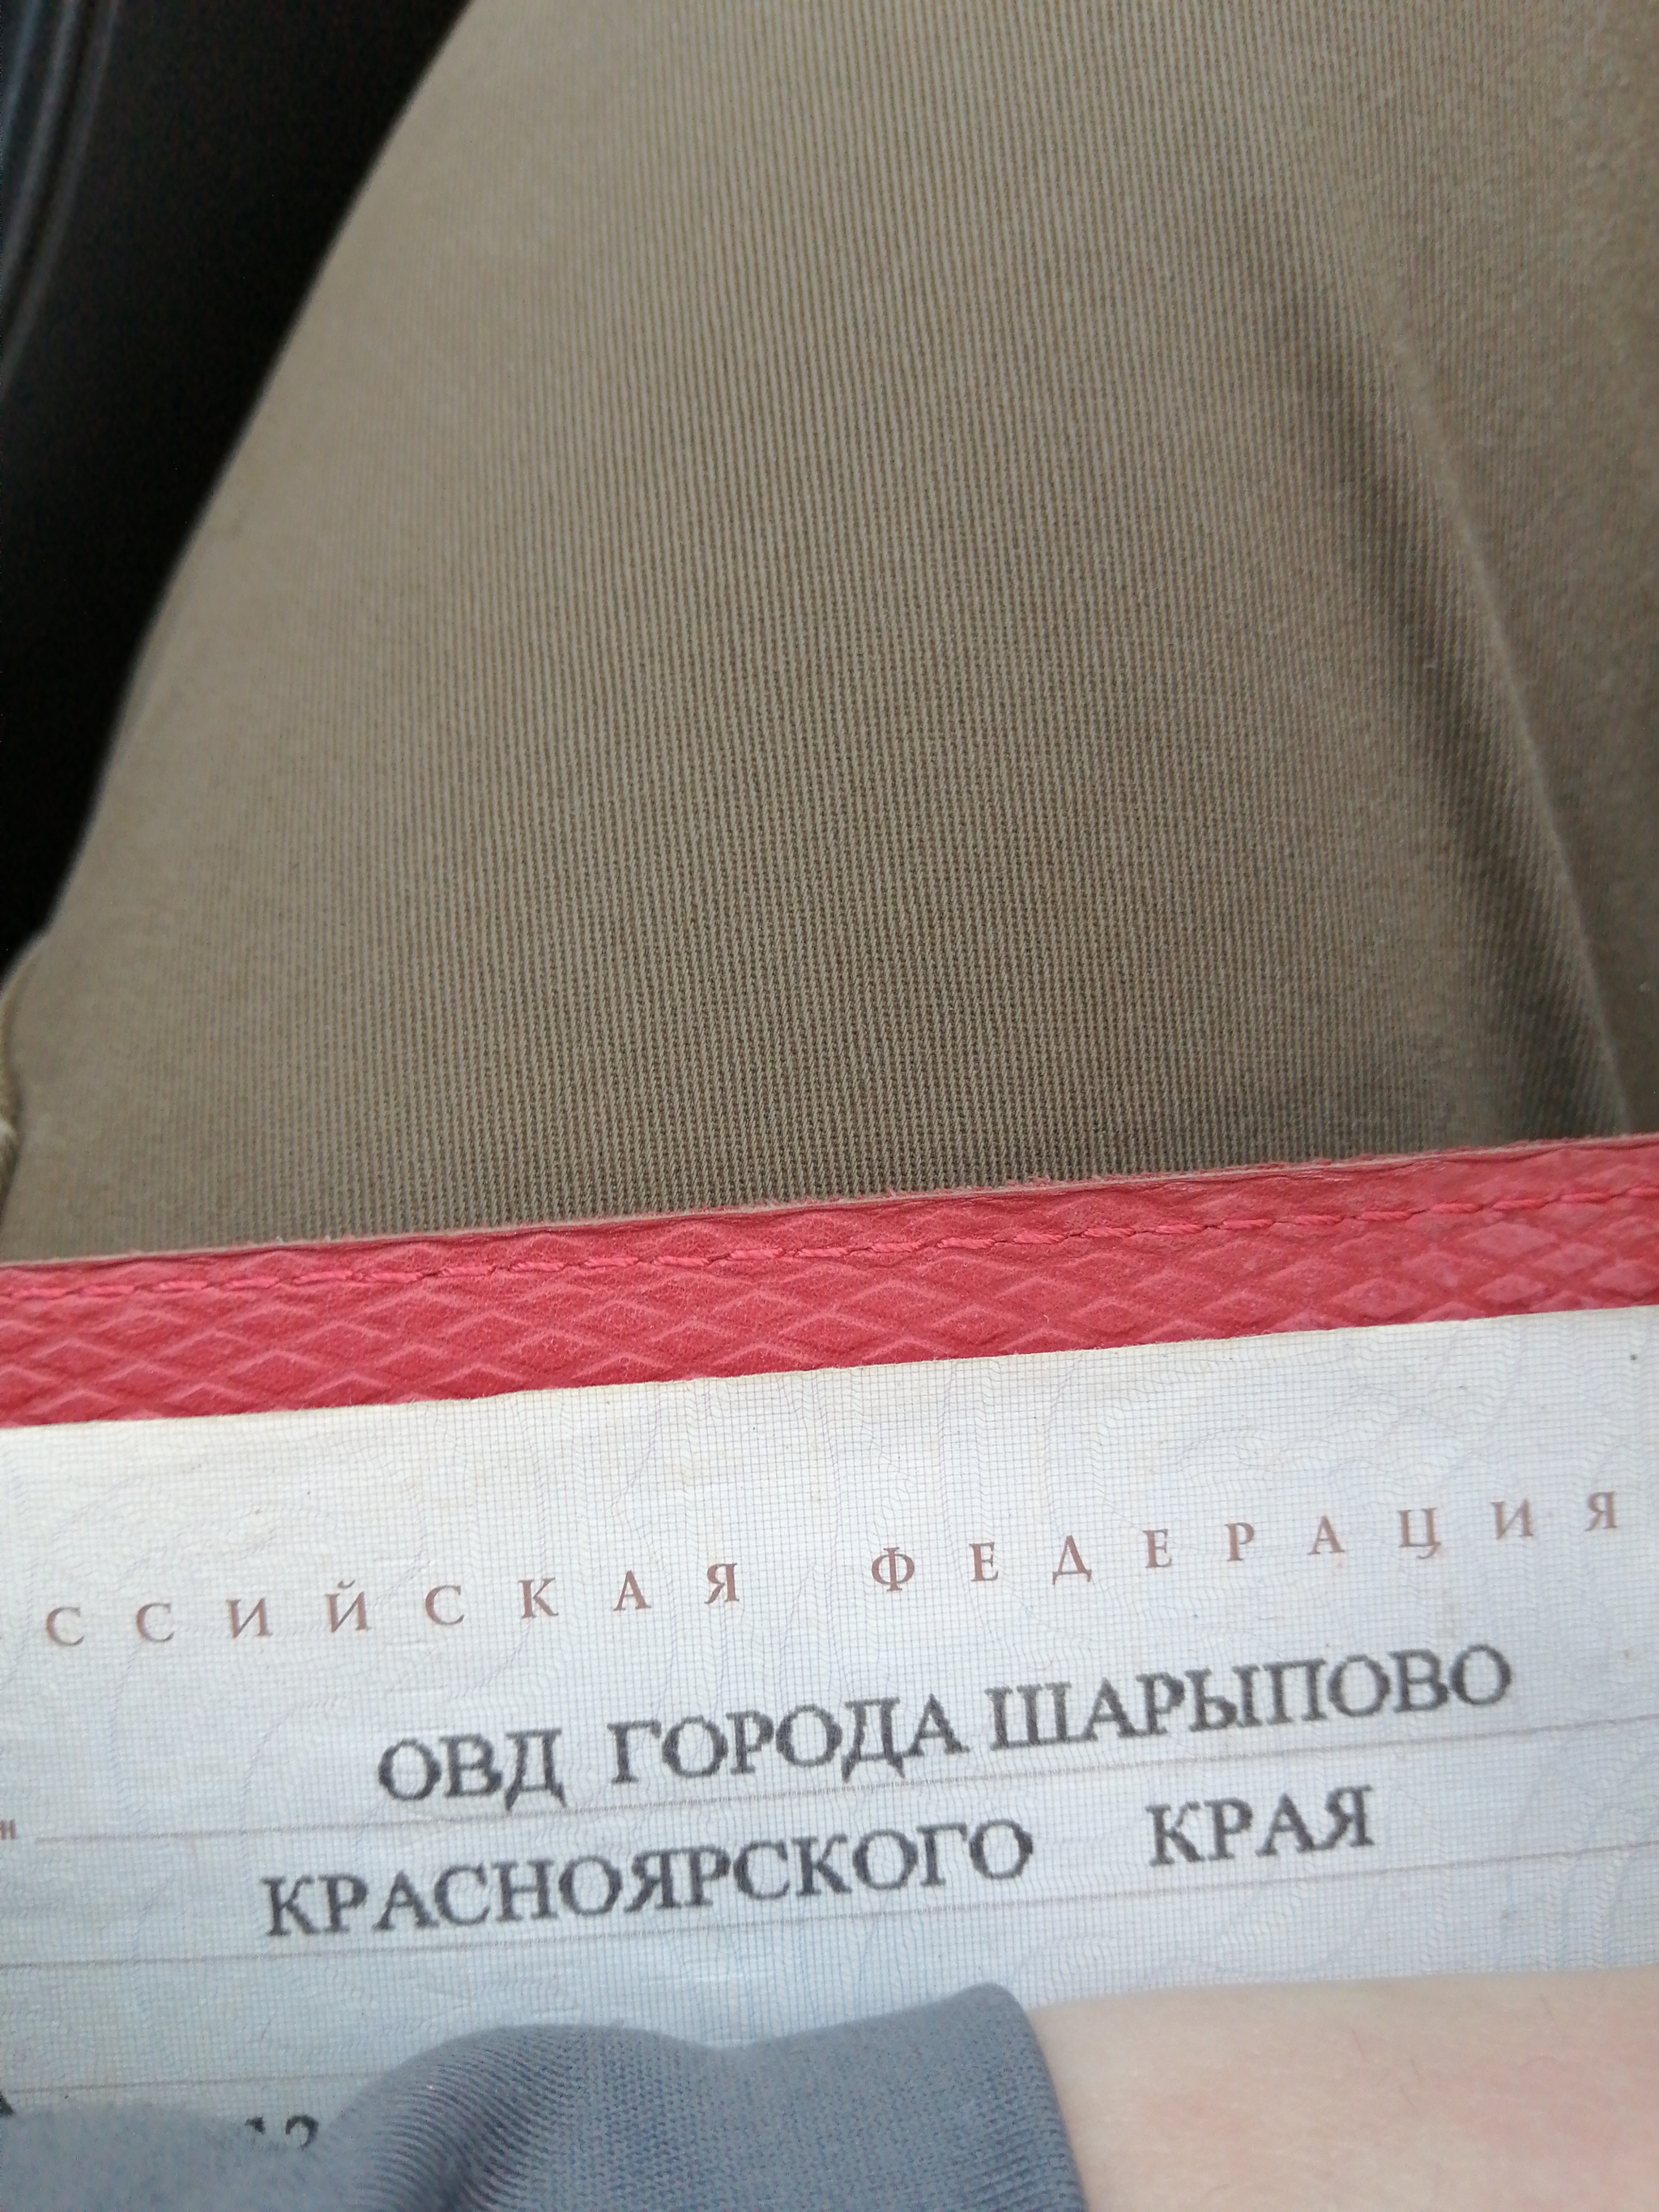 ССИЙСКАЯ ФЕДЕРАЦИЯ
ОВД ГОРОДА ШАРЫПОВО
КРАСНОЯРСКОГО КРАЯ